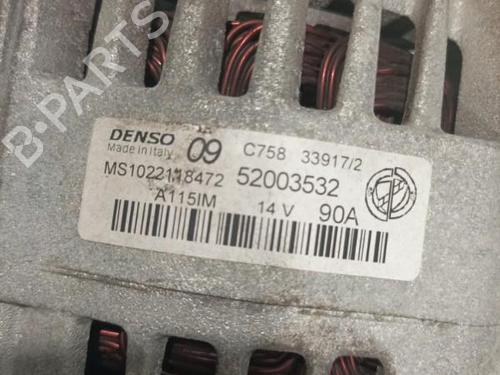 B-PARTS
DENSO 09 C758 33917/2
Made in Italy
MS1022118472 52003532
A115IM 14 V 90A